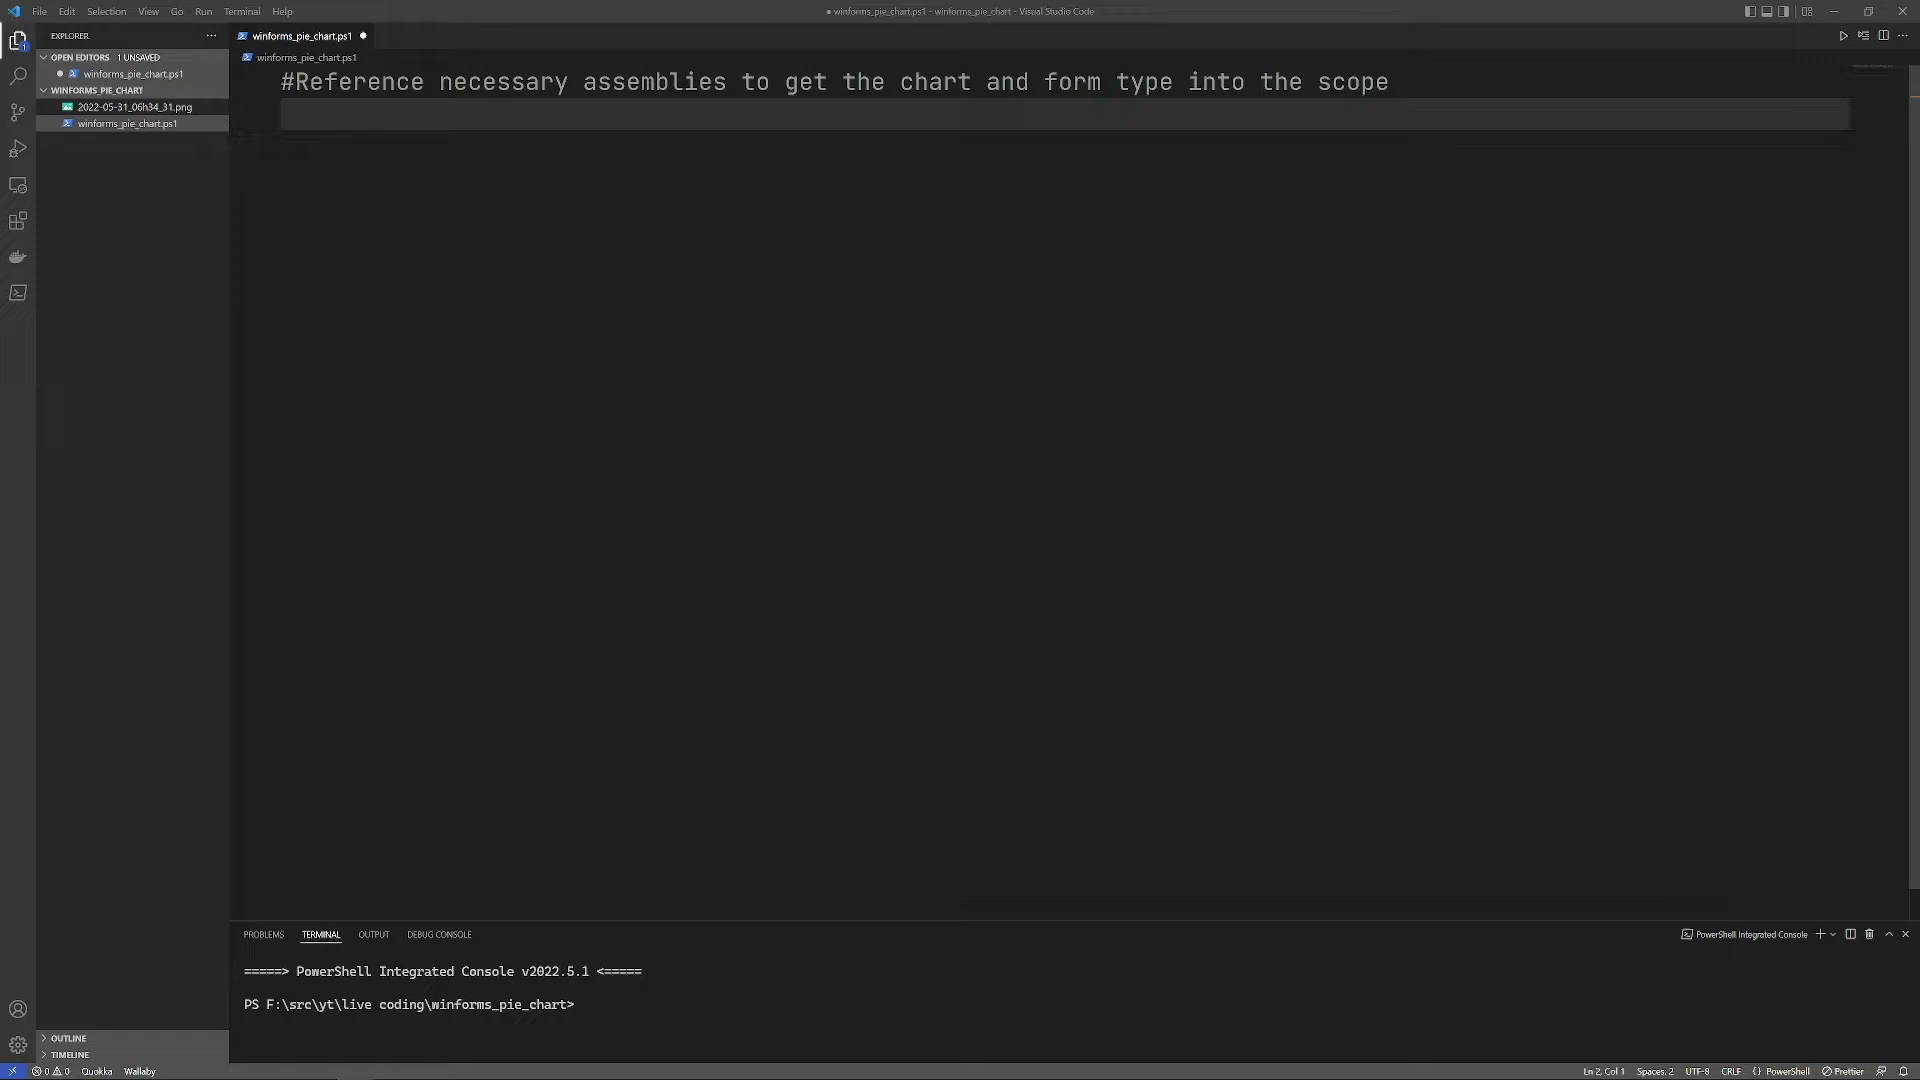 File Edit Selection View Go Run Terminal Help
● winforms_pie_chart.ps1 - winforms_pie_chart - Visual Studio Code
EXPLORER
OPEN EDITORS 1 UNSAVED
winforms_pie_chart.ps1
WINFORMS_PIE_CHART
2022-05-31_06h34_31.png
winforms_pie_chart.ps1
OUTLINE
TIMELINE
winforms_pie_chart.ps1
winforms_pie_chart.ps1
#Reference necessary assemblies to get the chart and form type into the scope
PROBLEMS TERMINAL OUTPUT DEBUG CONSOLE
PowerShell Integrated Console
=====> PowerShell Integrated Console v2022.5.1 <=====
PS F:\src\yt\live coding\winforms_pie_chart>
0 0 Quokka Wallaby
Ln 2, Col 1 Spaces: 2 UTF-8 CRLF {} PowerShell Prettier